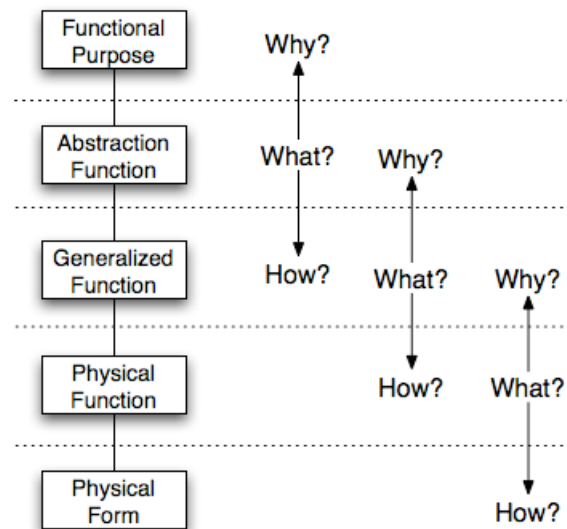 Functional
Purpose
Why?
Abstraction
Function
What?
Why?
Generalized
Function
How?
What?
Why?
Physical
Function
How?
What?
Physical
Form
How?